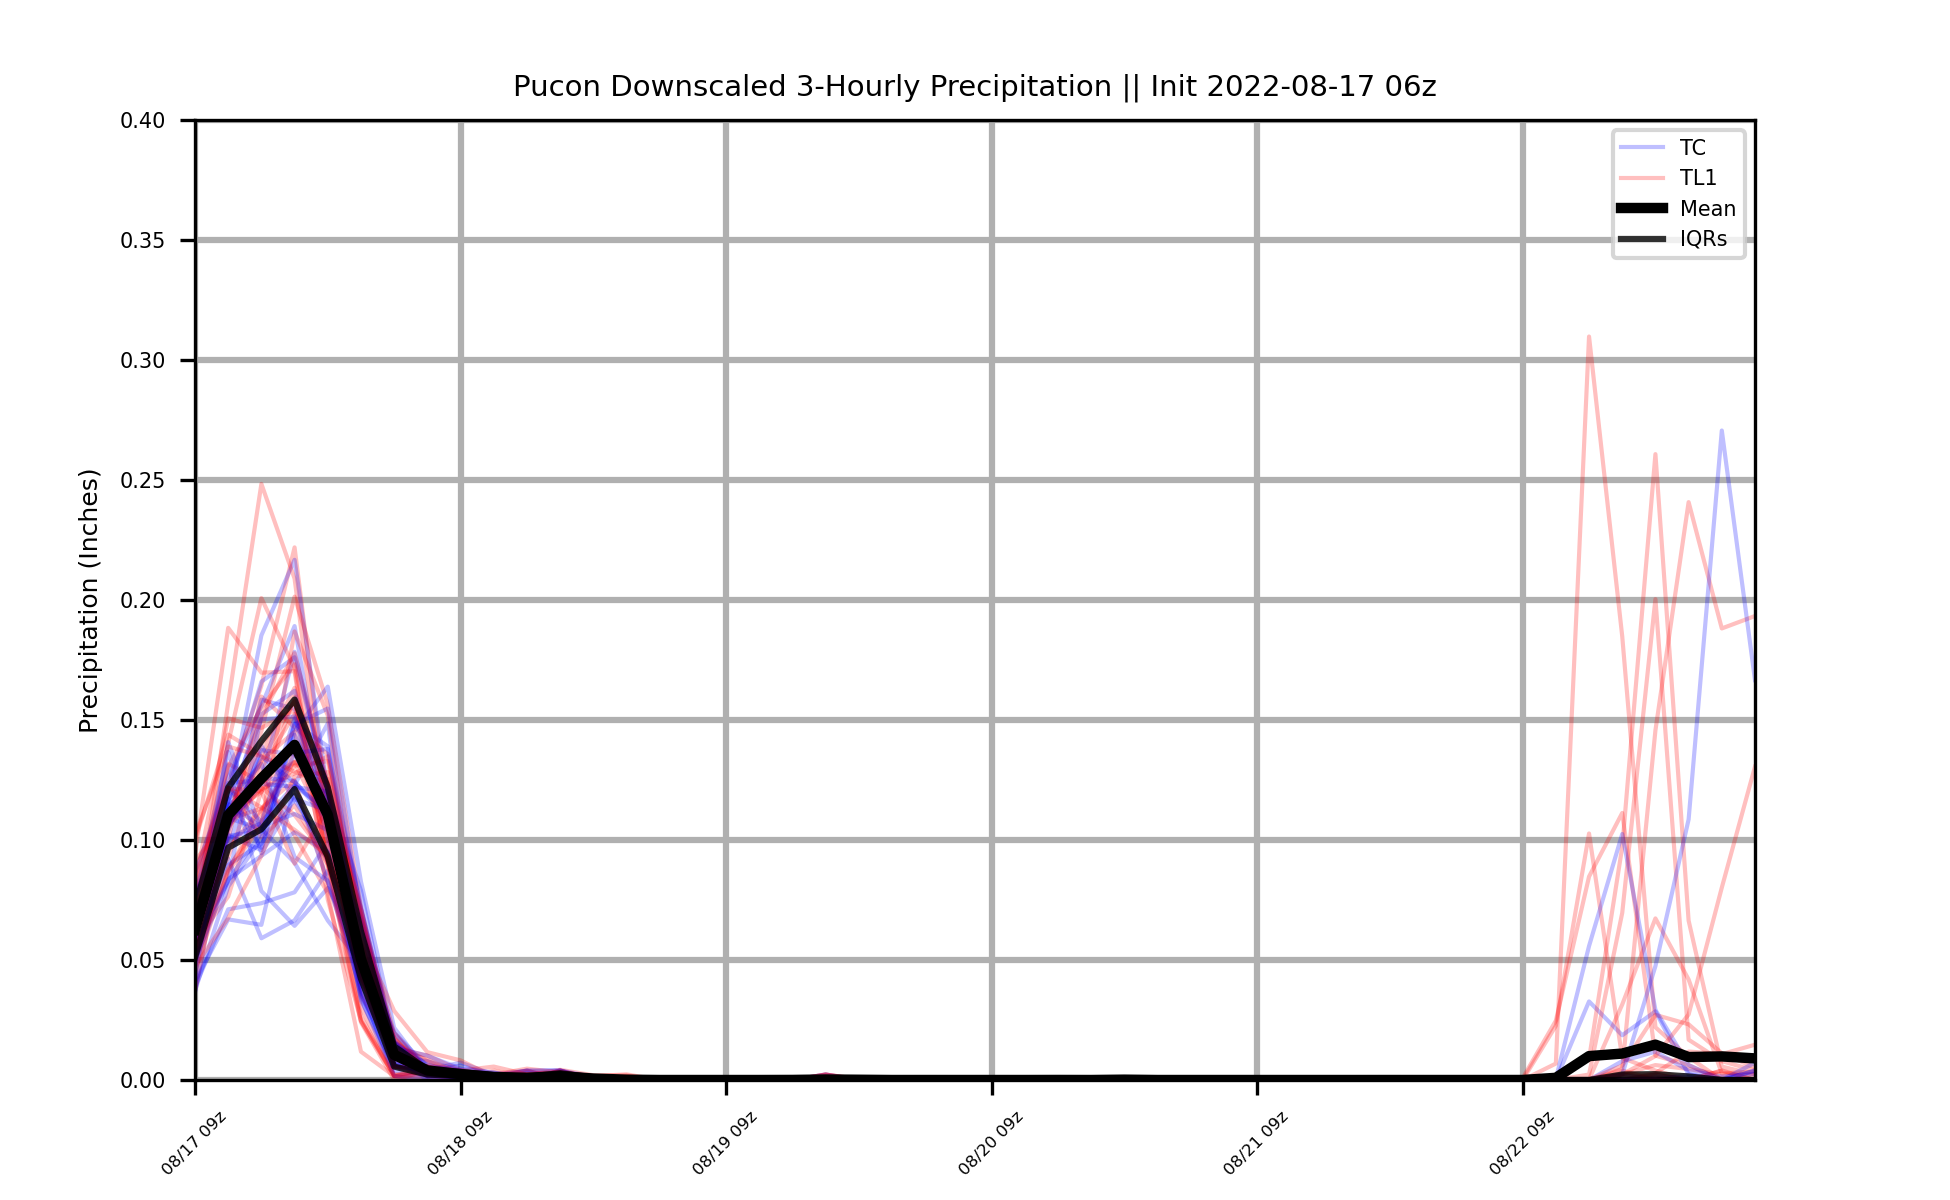 Pucon Downscaled 3-Hourly Precipitation || Init 2022-08-17 06z
0.40
0.35
0.30
0.25
0.20
0.15
0.10
0.05
0.00
Precipitation (Inches)
TC
TL1
Mean
IQRs
08/17 09z
08/18 09z
08/19 09z
08/20 09z
08/21 09z
08/22 09z